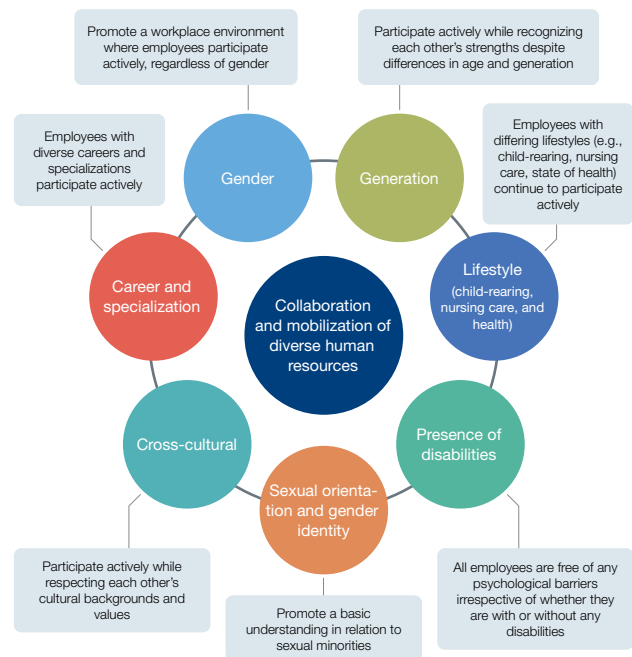 Promote a workplace environment
where employees participate
actively, regardless of gender
Participate actively while recognizing
each other's strengths despite
differences in age and generation
Employees with
diverse careers and
specializations
participate actively
Employees with
differing lifestyles (e.g.,
child-rearing, nursing
care, state of health)
continue to participate
actively
Gender
Generation
Career and
specialization
Lifestyle
(child-rearing,
nursing care, and
health)
Collaboration
and mobilization of
diverse human
resources
Cross-cultural
Presence of
disabilities
Sexual orienta-
tion and gender
identity
Participate actively while
respecting each other's
cultural backgrounds and
values
Promote a basic
understanding in relation to
sexual minorities
All employees are free of any
psychological barriers
irrespective of whether they
are with or without any
disabilities